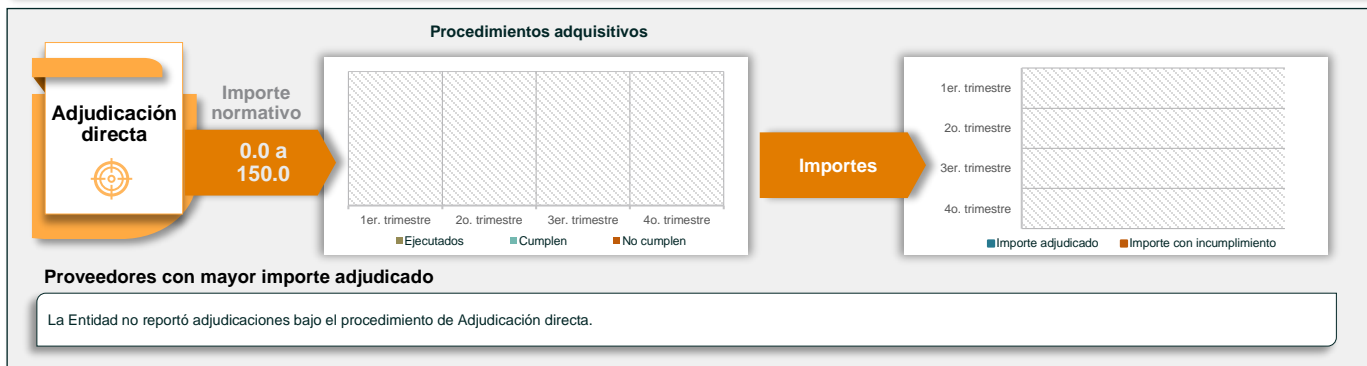 Procedimientos adquisitivos
Adjudicación
directa
Importe
normativo
0.0 a
150.0
1er. trimestre
2o. trimestre
3er. trimestre
4o. trimestre
Ejecutados
Cumplen
No cumplen
Importes
1er. trimestre
2o. trimestre
3er. trimestre
4o. trimestre
Importe adjudicado
Importe con incumplimiento
Proveedores con mayor importe adjudicado
La Entidad no reportó adjudicaciones bajo el procedimiento de Adjudicación directa.